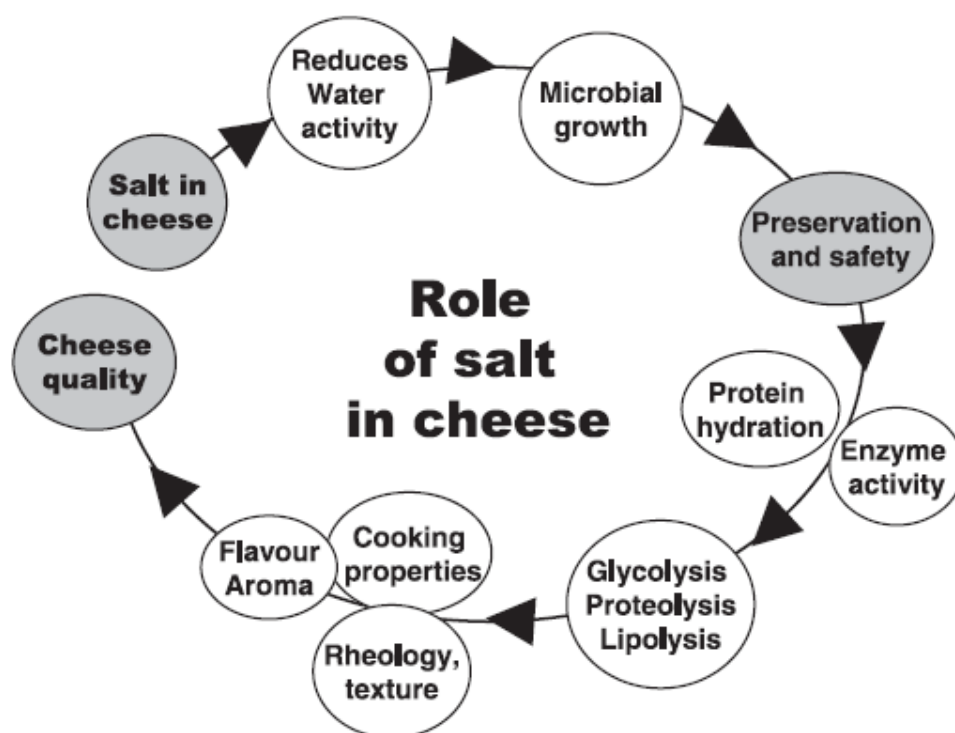 Reduces
Water
activity
Microbial
growth
Salt in
cheese
Preservation
and safety
Role
of salt
in cheese
Cheese
quality
Protein
hydration
Enzyme
activity
Glycolysis
Proteolysis
Lipolysis
Cooking
properties
Flavour
Aroma
Rheology,
texture